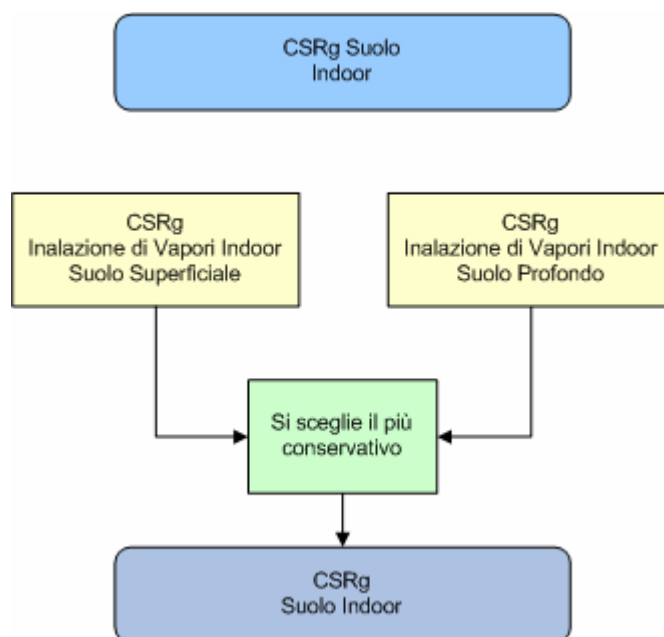 CSRg Suolo
Indoor
CSRg
Inalazione di Vapori Indoor
Suolo Superficiale
CSRg
Inalazione di Vapori Indoor
Suolo Profondo
Si sceglie il più
conservativo
CSRg
Suolo Indoor